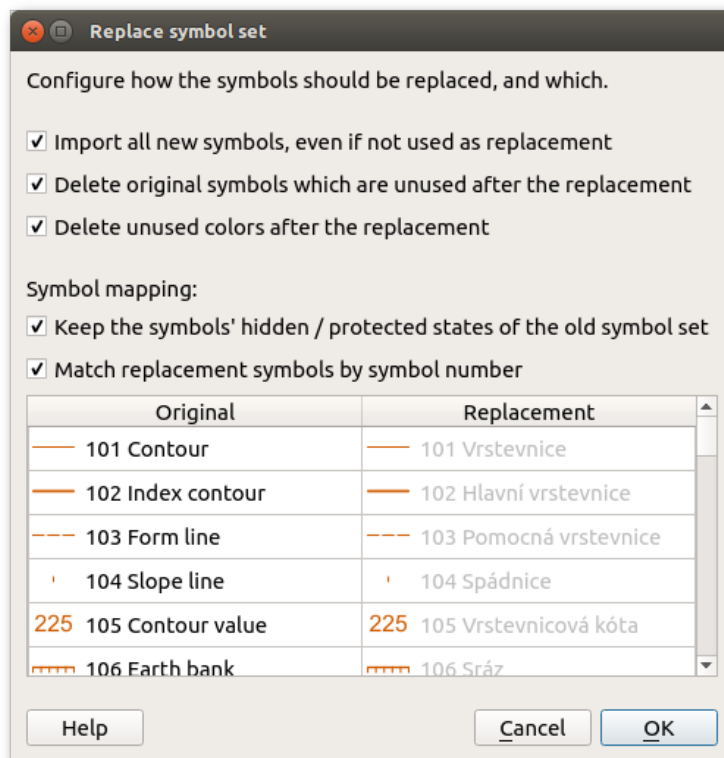 Replace symbol set
Configure how the symbols should be replaced, and which.
Import all new symbols, even if not used as replacement
Delete original symbols which are unused after the replacement
Delete unused colors after the replacement
Symbol mapping:
Keep the symbols' hidden / protected states of the old symbol set
Match replacement symbols by symbol number
Original Replacement
101 Contour 101 Vrstevnice
102 Index contour 102 Hlavní vrstevnice
103 Form line 103 Pomocná vrstevnice
104 Slope line 104 Spádnice
225 105 Contour value 225 105 Vrstevnicová kóta
106 Earth bank 106 Sráz
Help Cancel OK